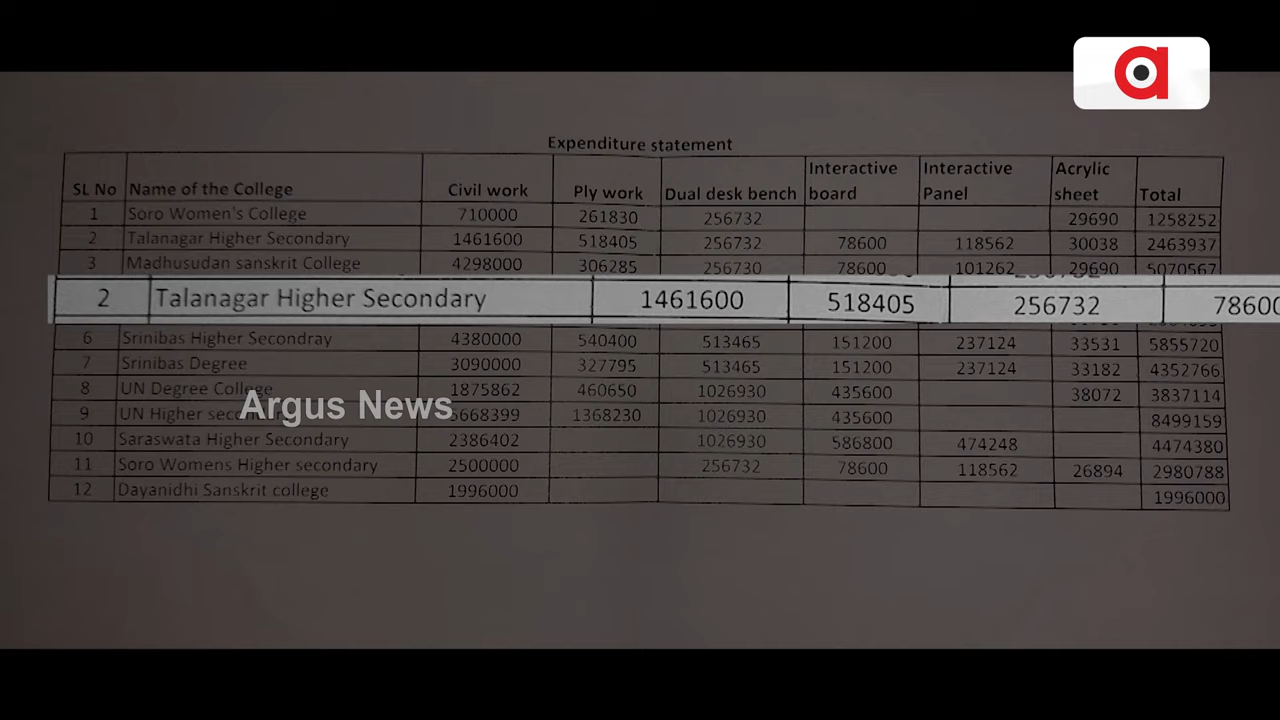 Expenditure statement
SL No Name of the College Civil work Ply work Dual desk bench Interactive board Interactive Panel Acrylic sheet Total
1 Soro Women's College 710000 261830 256732 29690 1258252
2 Talanagar Higher Secondary 1461600 518405 256732 78600 118562 30038 2463937
3 Madhusudan sanskrit College 4298000 306285 256730 78600 101262 29690 5070567
2 Talanagar Higher Secondary 1461600 518405 256732 78600
6 Srinibas Higher Secondray 4380000 540400 513465 151200 237124 33531 5855720
7 Srinibas Degree 3090000 327795 513465 151200 237124 33182 4352766
8 UN Degree College 1875862 460650 1026930 435600 38072 3837114
Argus News
9 UN Higher 5668399 1368230 1026930 435600 8499159
10 Saraswata Higher Secondary 2386402 1026930 586800 474248 4474380
11 Soro Womens Higher secondary 2500000 256732 78600 118562 26894 2980788
12 Dayanidhi Sanskrit college 1996000 1996000